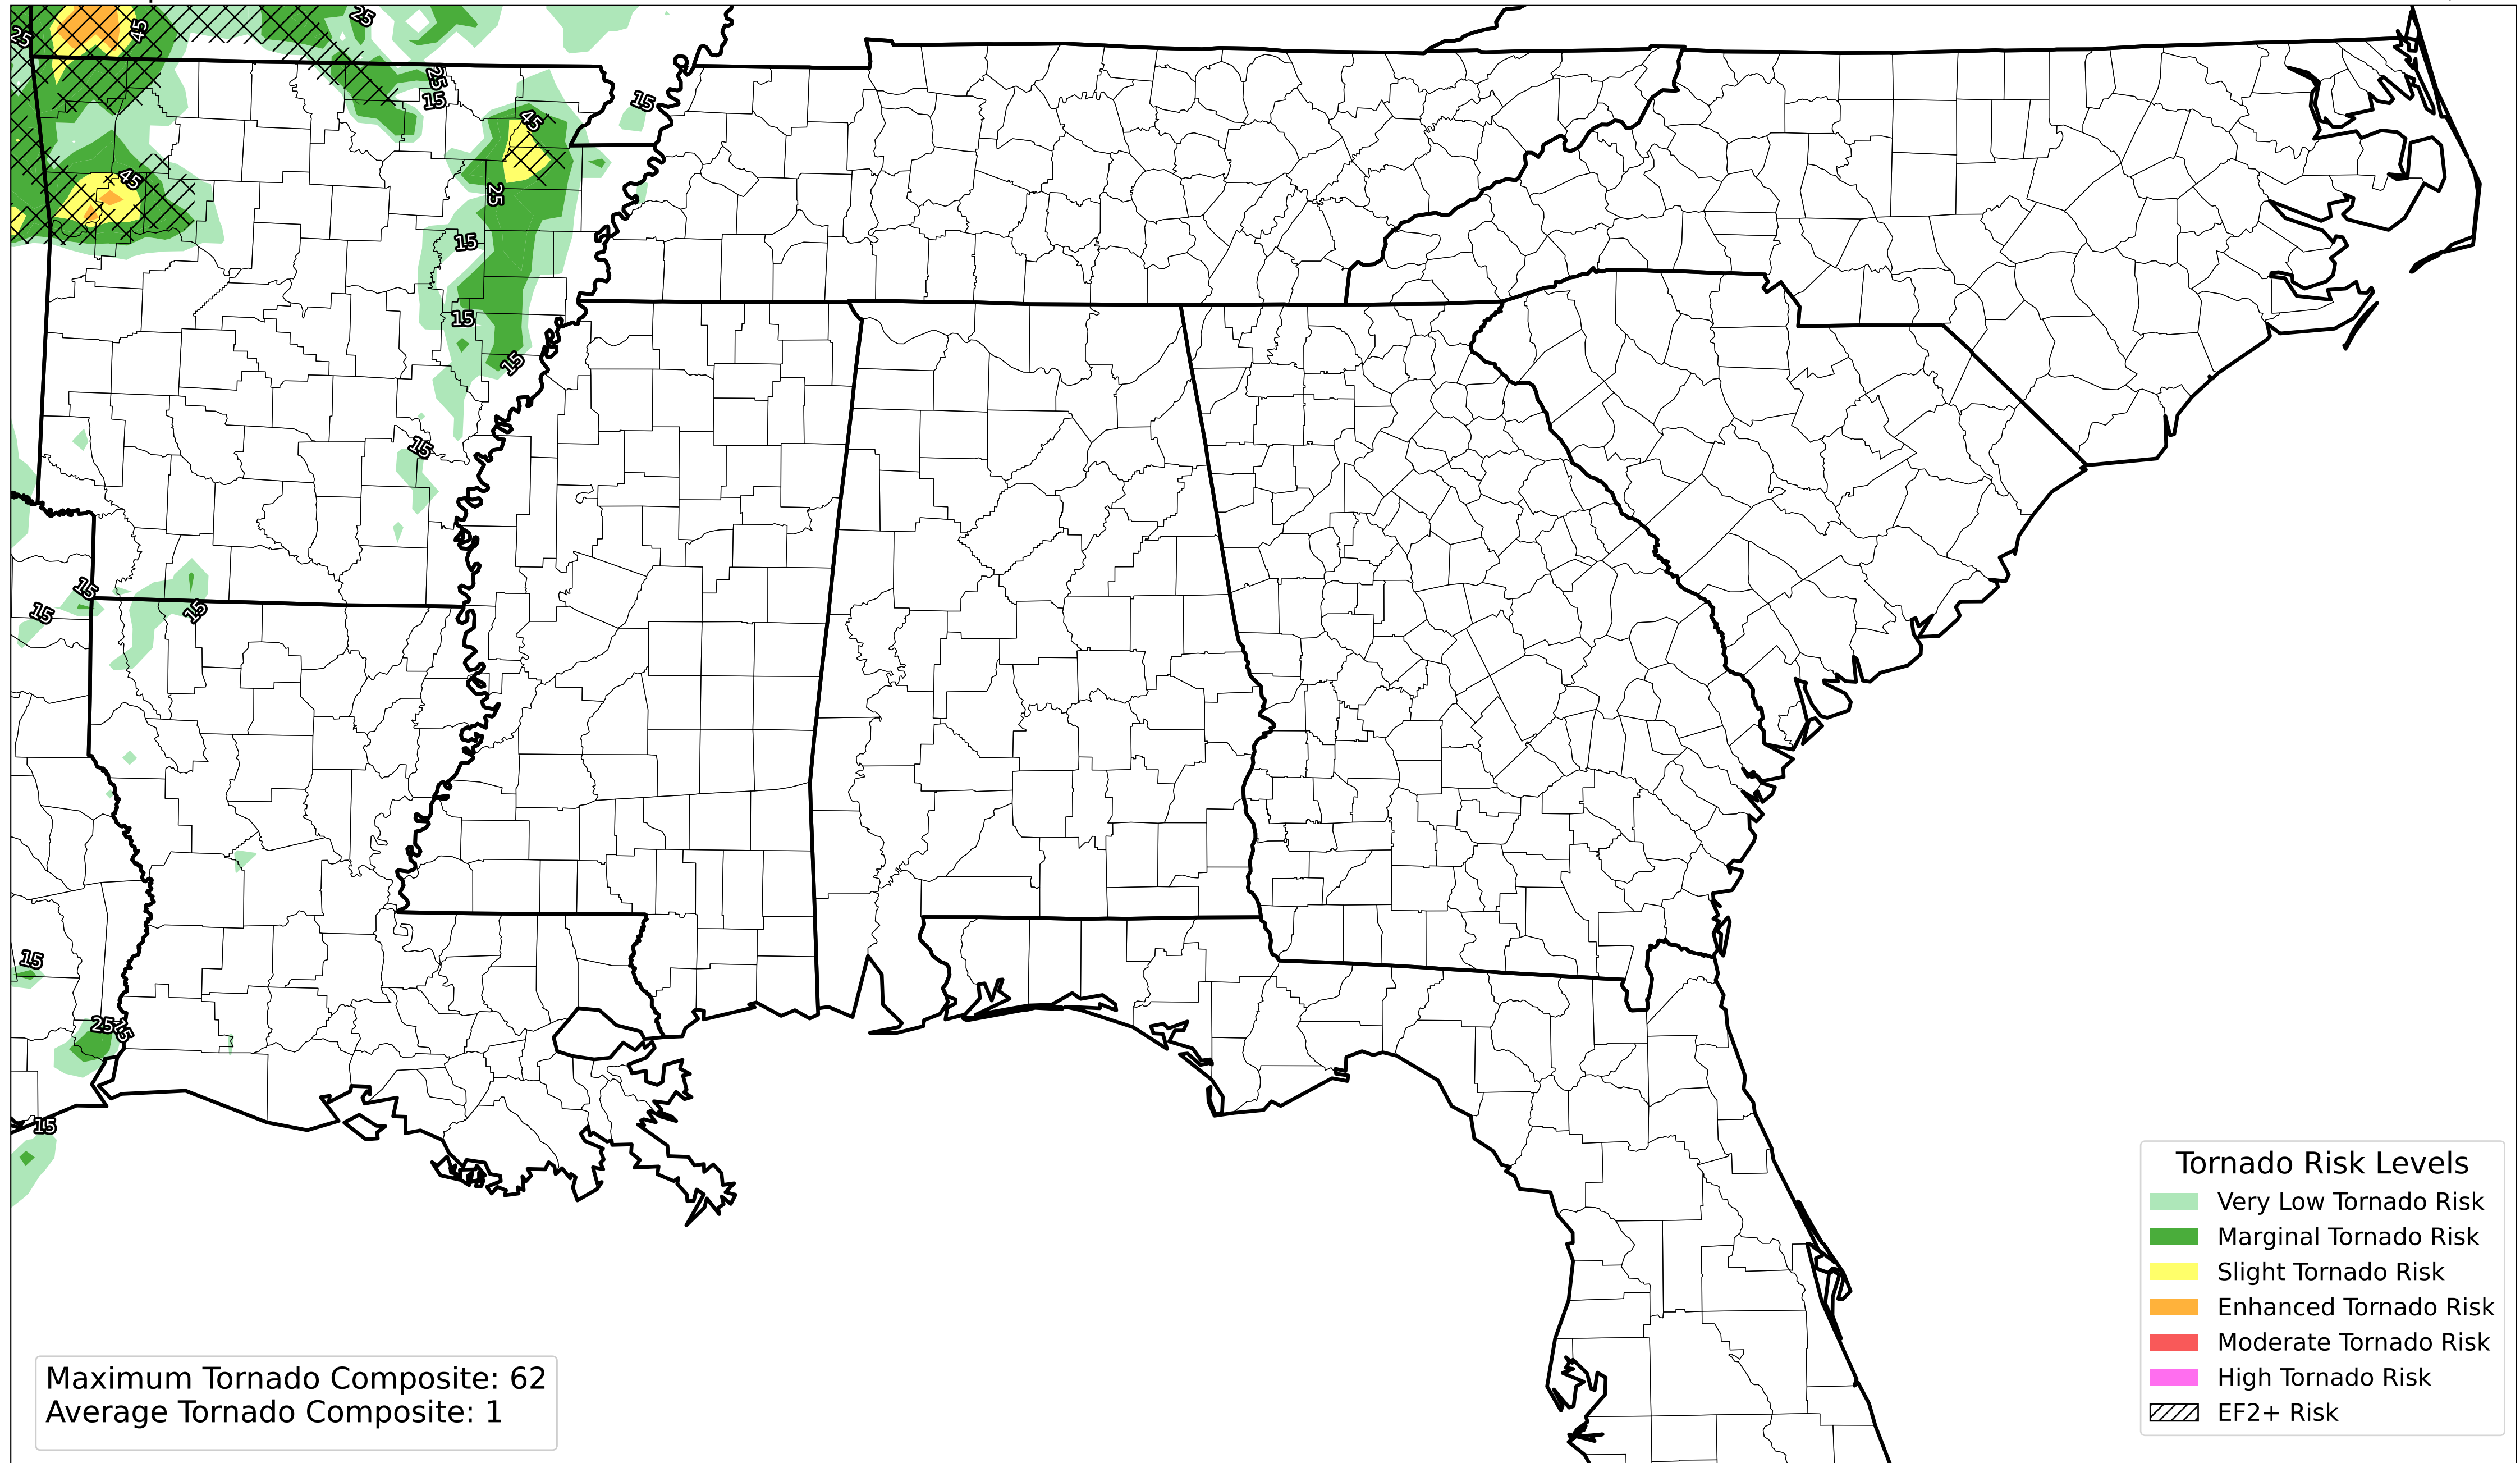 25
45
25
25
15
15
45
45
25
15
15
15
15
15
15
15
15
25
15
15
Tornado Risk Levels
Very Low Tornado Risk
Marginal Tornado Risk
Slight Tornado Risk
Enhanced Tornado Risk
Moderate Tornado Risk
High Tornado Risk
EF2+ Risk
Maximum Tornado Composite: 62
Average Tornado Composite: 1